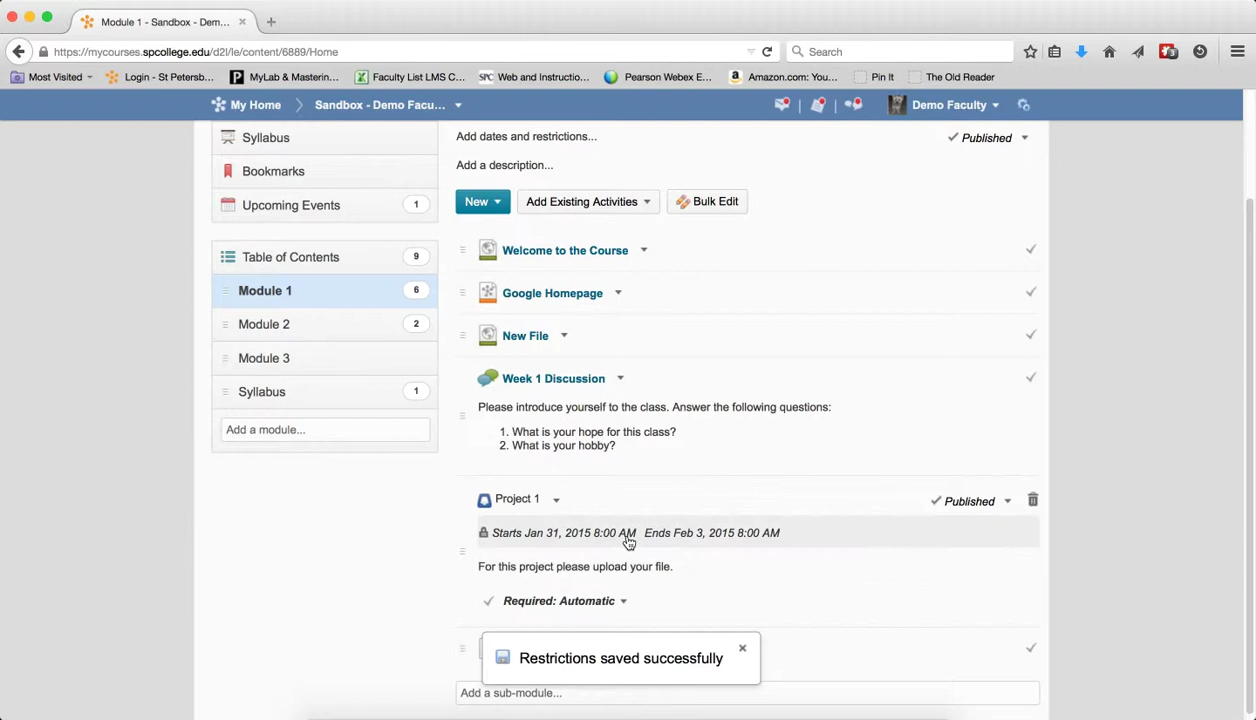 Module 1 - Sandbox - Dem...
https://mycourses.spcollege.edu/d2l/le/content/6889/Home
Search
Most Visited
Login - St Petersb...
P
MyLab & Mastering...
Faculty List LMS C...
SPC
Web and Instructio...
Pearson Webex E...
a
Amazon.com: You...
Pin It
The Old Reader
My Home
Sandbox - Demo Facu...
Demo Faculty
Syllabus
Bookmarks
Upcoming Events
1
Table of Contents
9
Module 1
6
Module 2
2
Module 3
Syllabus
1
Add a module...
Add dates and restrictions...
Published
Add a description...
New
Add Existing Activities
Bulk Edit
Welcome to the Course
Google Homepage
New File
Week 1 Discussion
Please introduce yourself to the class. Answer the following questions:
1. What is your hope for this class?
2. What is your hobby?
Project 1
Published
Starts Jan 31, 2015 8:00 AM Ends Feb 3, 2015 8:00 AM
For this project please upload your file.
Required: Automatic
Restrictions saved successfully
Add a sub-module...